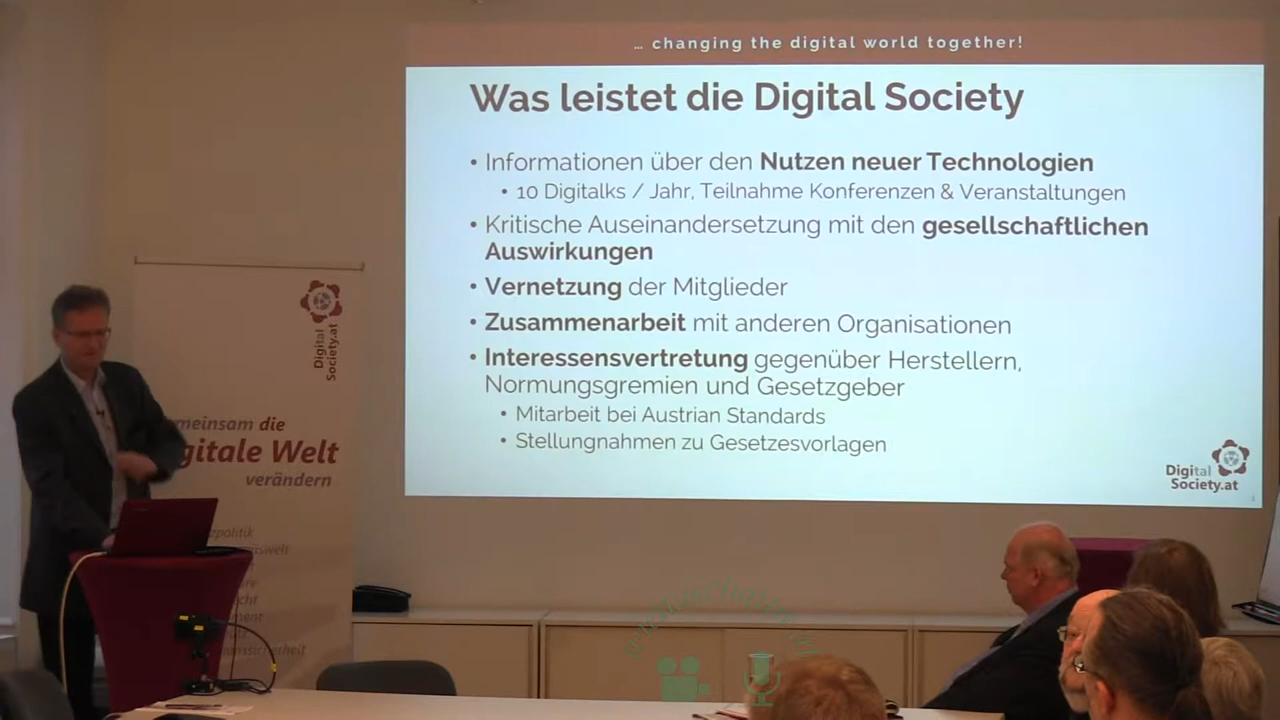 … changing the digital world together!
Was leistet die Digital Society
• Informationen über den Nutzen neuer Technologien
• 10 Digitalks / Jahr, Teilnahme Konferenzen & Veranstaltungen
• Kritische Auseinandersetzung mit den gesellschaftlichen
Auswirkungen
• Vernetzung der Mitglieder
• Zusammenarbeit mit anderen Organisationen
• Interessensvertretung gegenüber Herstellern,
Normungsgremien und Gesetzgeber
• Mitarbeit bei Austrian Standards
• Stellungnahmen zu Gesetzesvorlagen
Digital
Society.at
Digital
Society.at
die
Welt
verändern